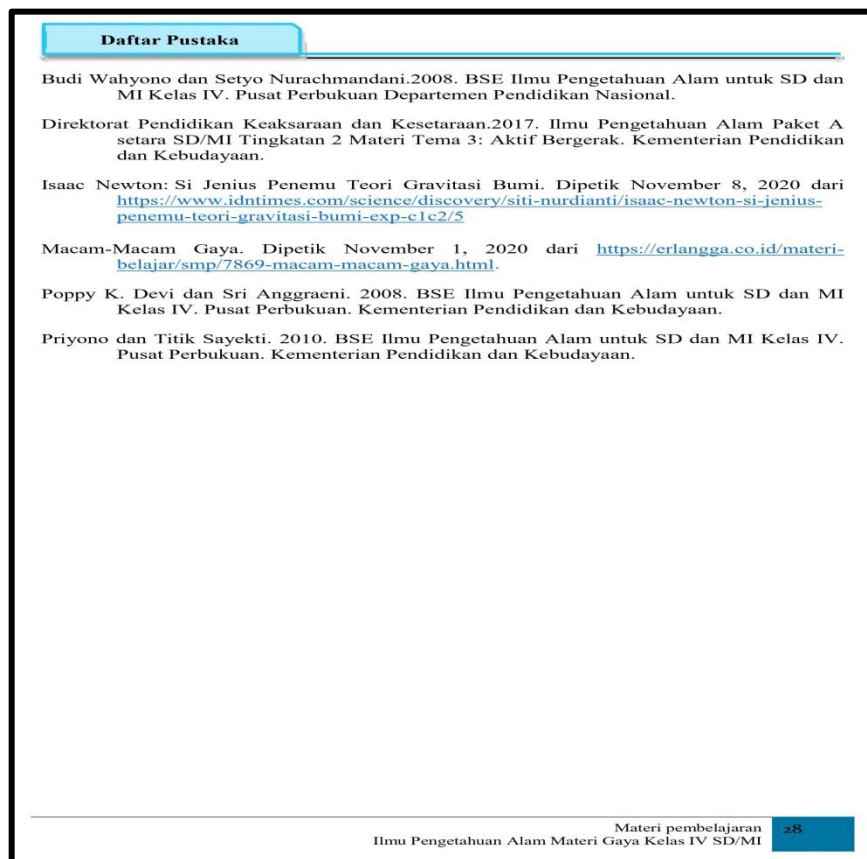 Daftar Pustaka
Budi Wahyono dan Setyo Nurachmandani.2008. BSE Ilmu Pengetahuan Alam untuk SD dan
MI Kelas IV. Pusat Perbukuan Departemen Pendidikan Nasional.
Direktorat Pendidikan Keaksaraan dan Kesetaraan.2017. Ilmu Pengetahuan Alam Paket A
setara SD/MI Tingkatan 2 Materi Tema 3: Aktif Bergerak. Kementerian Pendidikan
dan Kebudayaan.
Isaac Newton: Si Jenius Penemu Teori Gravitasi Bumi. Dipetik November 8, 2020 dari
https://www.idntimes.com/science/discovery/siti-nurdianti/isaac-newton-si-jenius-
penemu-teori-gravitasi-bumi-exp-c1c2/5
Macam-Macam Gaya. Dipetik November 1, 2020 dari https://erlangga.co.id/materi-
belajar/smp/7869-macam-macam-gaya.html.
Poppy K. Devi dan Sri Anggraeni. 2008. BSE Ilmu Pengetahuan Alam untuk SD dan MI
Kelas IV. Pusat Perbukuan. Kementerian Pendidikan dan Kebudayaan.
Priyono dan Titik Sayekti. 2010. BSE Ilmu Pengetahuan Alam untuk SD dan MI Kelas IV.
Pusat Perbukuan. Kementerian Pendidikan dan Kebudayaan.
Materi pembelajaran
Ilmu Pengetahuan Alam Materi Gaya Kelas IV SD/MI
28